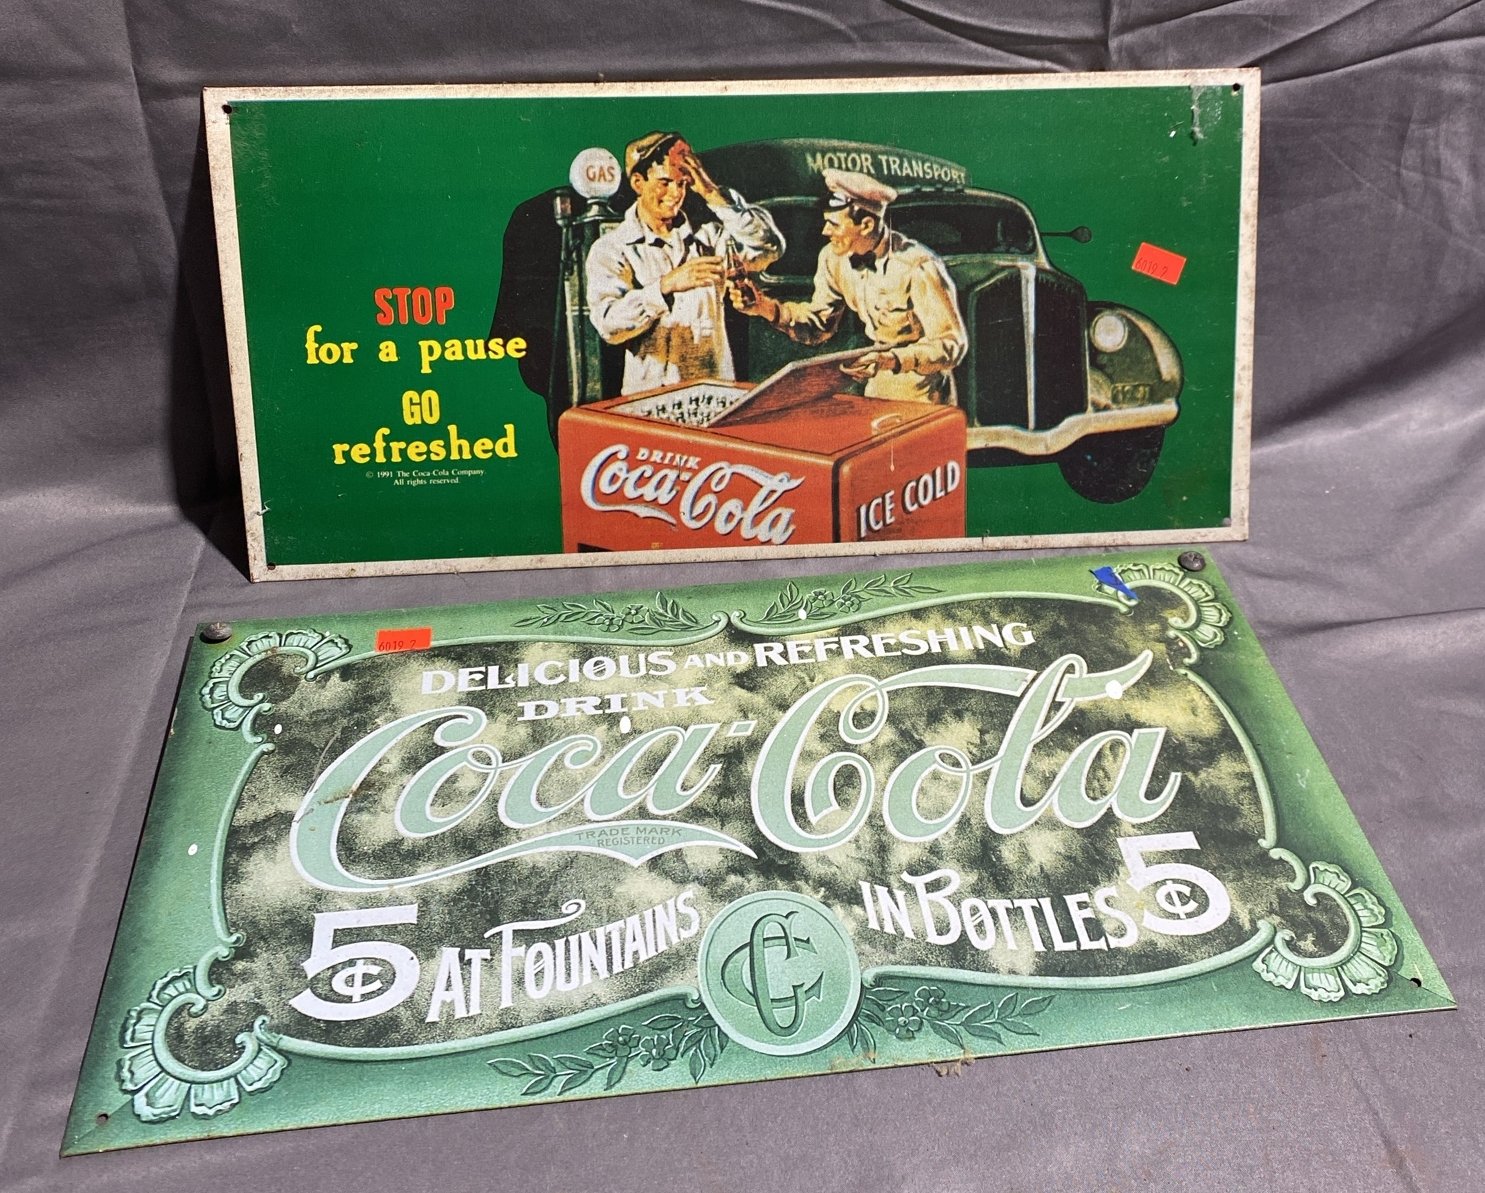 MOTOR TRANSPORT
GAS
6019 2
STOP
for a pause
GO
refreshed
© 1991 The Coca-Cola Company.
All rights reserved.
DRINK
Coca-Cola
ICE COLD
6019 2
DELICIOUS AND REFRESHING
DRINK
Coca-Cola
TRADE MARK
REGISTERED
5¢ AT FOUNTAINS
IN BOTTLES 5¢
CC